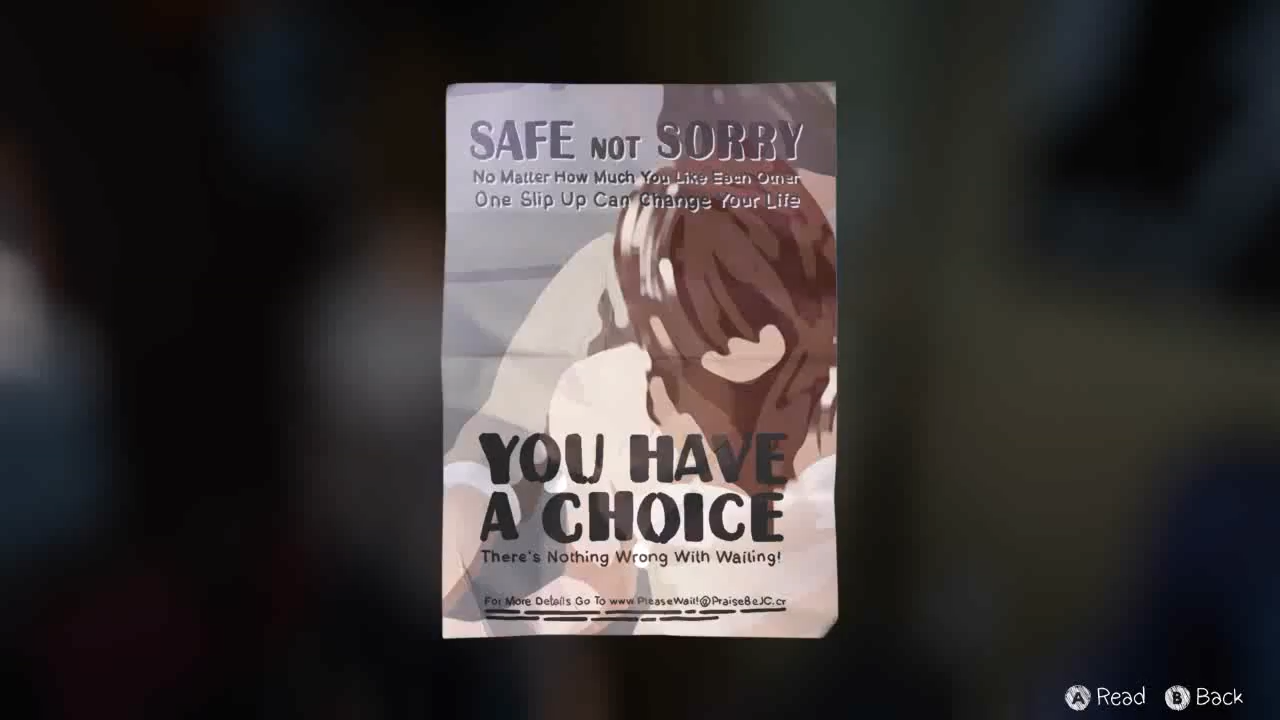 SAFE NOT SORRY
No Matter How Much You Like Each Other
One Slip Up Can Change Your Life
YOU HAVE
A CHOICE
There's Nothing Wrong With Waiting!
For More Details Go To www.PleaseWait!@PraiseBeJC.cr
A Read B Back